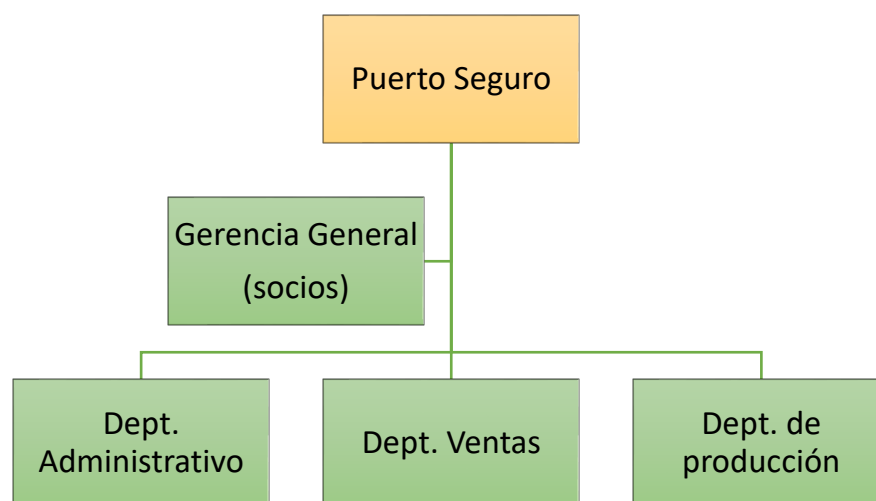 Puerto Seguro
Gerencia General
(socios)
Dept.
Administrativo
Dept. Ventas
Dept. de
producción